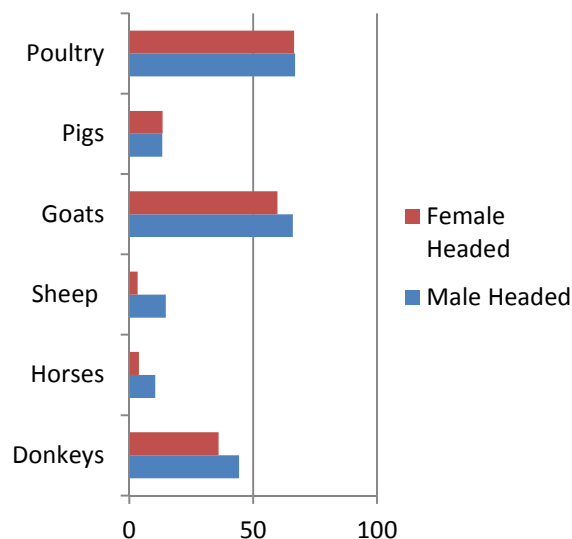 Poultry
Pigs
Goats
Sheep
Horses
Donkeys
0 50 100
Female
Headed
Male Headed